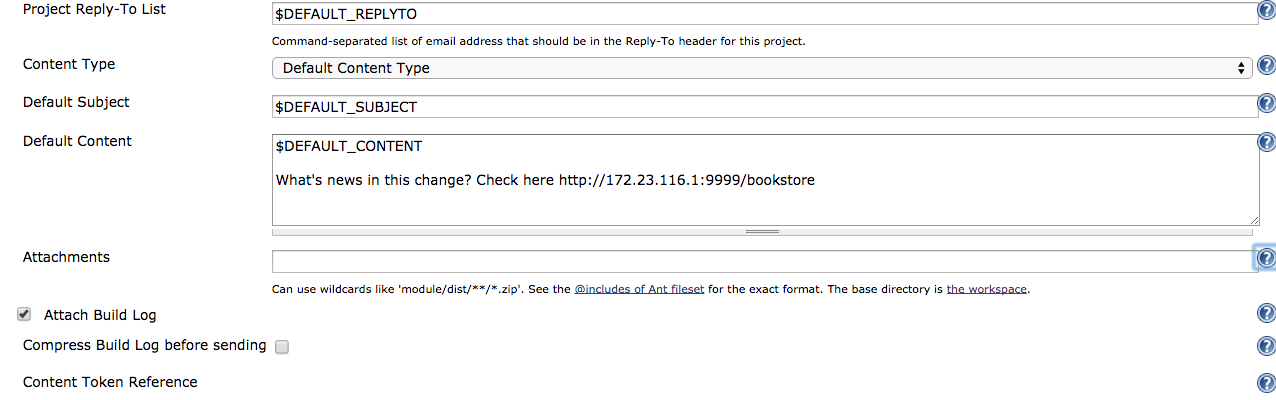 Project Reply-To List
$DEFAULT_REPLYTO
Command-separated list of email address that should be in the Reply-To header for this project.
Content Type
Default Content Type
Default Subject
$DEFAULT_SUBJECT
Default Content
$DEFAULT_CONTENT
What's news in this change? Check here http://172.23.116.1:9999/bookstore
Attachments
Can use wildcards like 'module/dist/**/*.zip'. See the @includes of Ant fileset for the exact format. The base directory is the workspace.
Attach Build Log
Compress Build Log before sending
Content Token Reference